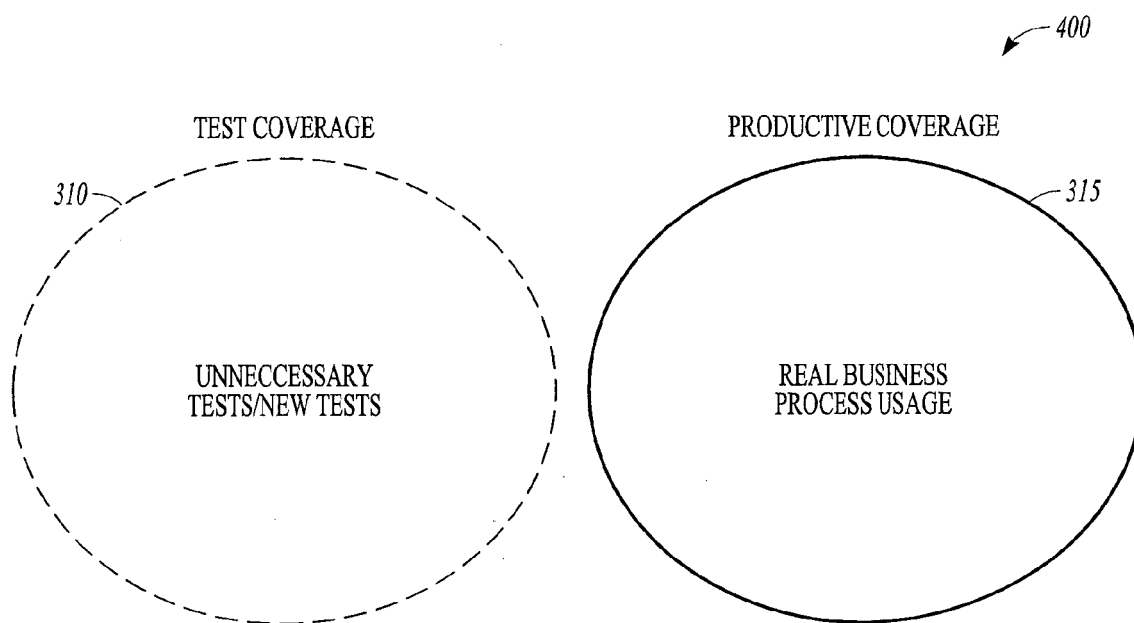 400
TEST COVERAGE
PRODUCTIVE COVERAGE
310
315
UNNECCESSARY
TESTS/NEW TESTS
REAL BUSINESS
PROCESS USAGE